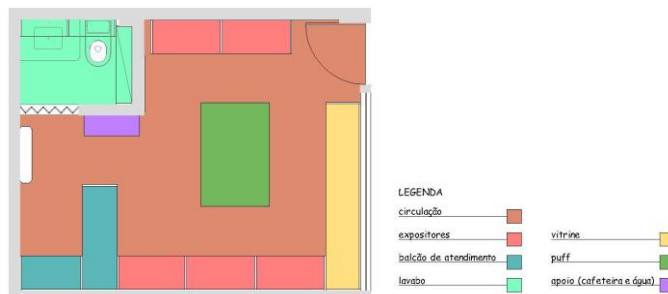 LEGENDA
circulação
expositores
balcão de atendimento
lavabo
vitrine
puff
apoio (cafeteira e água)